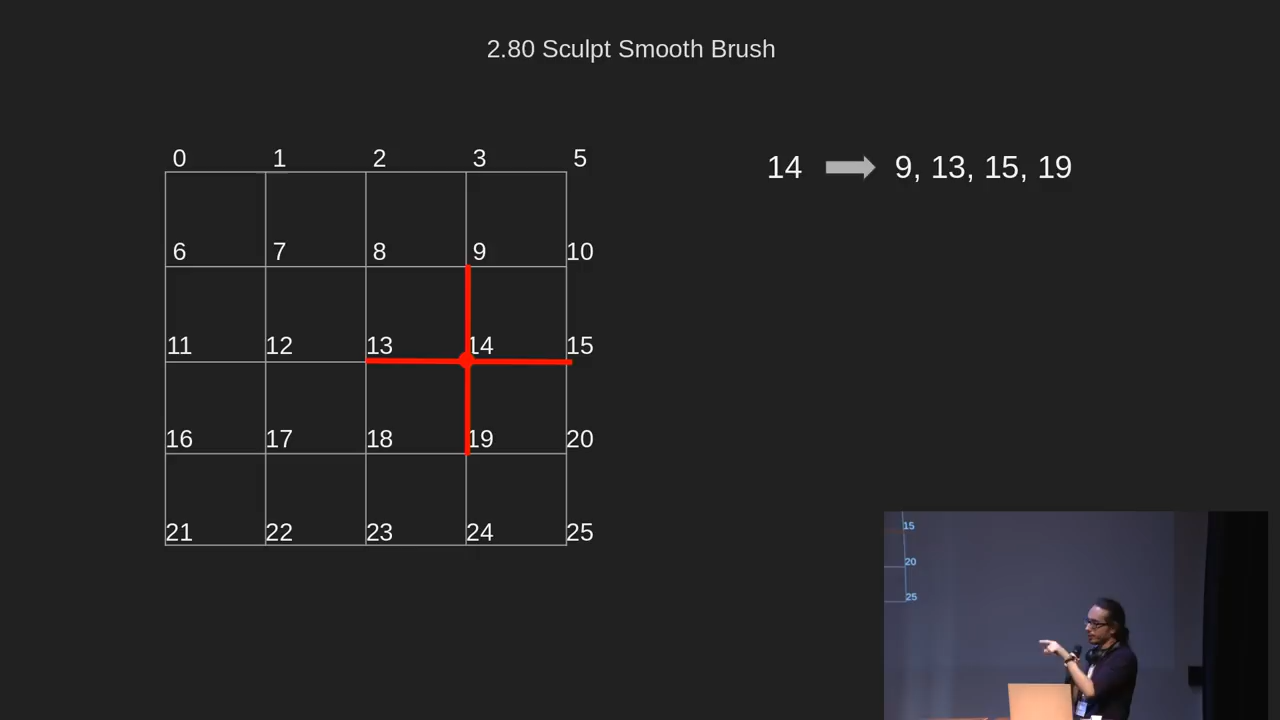 2.80 Sculpt Smooth Brush
0 1 2 3 5
14 9, 13, 15, 19
6 7 8 9 10
11 12 13 14 15
16 17 18 19 20
21 22 23 24 25
15
20
25